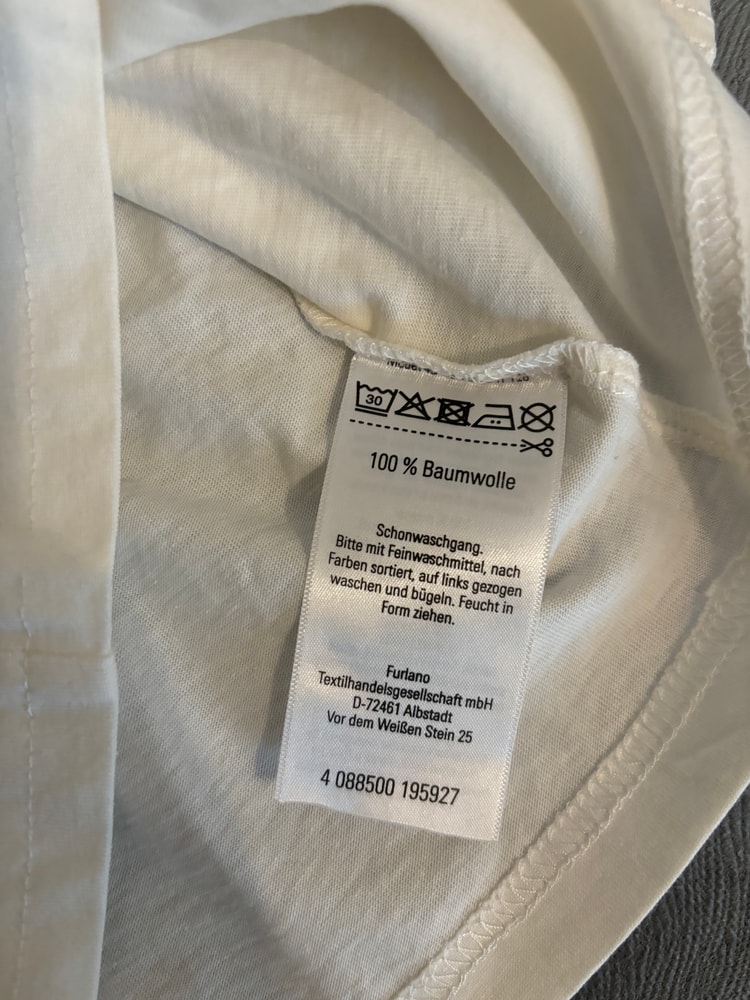 30
100 % Baumwolle
Schonwaschgang.
Bitte mit Feinwaschmittel, nach
Farben sortiert, auf links gezogen
waschen und bügeln. Feucht in
Form ziehen.
Furlano
Textilhandelsgesellschaft mbH
D-72461 Albstadt
Vor dem Weißen Stein 25
4 088500 195927